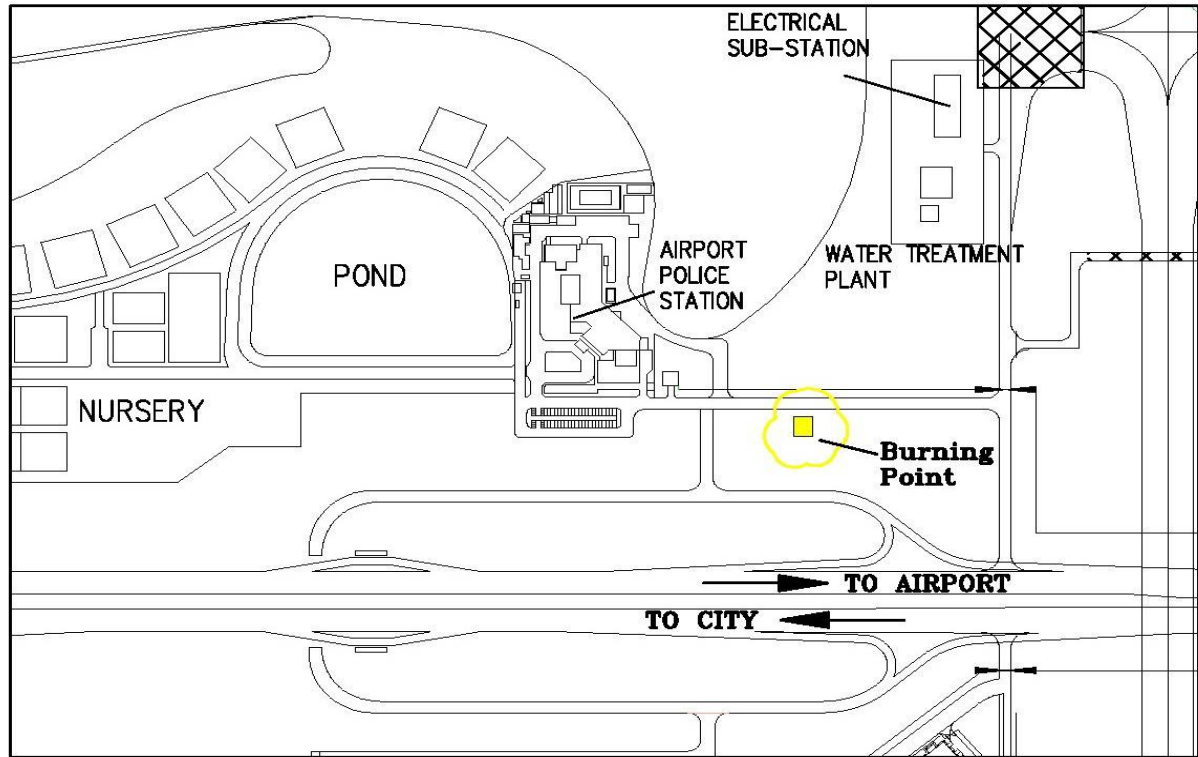 ELECTRICAL
SUB-STATION
POND
AIRPORT
POLICE
STATION
WATER TREATMENT
PLANT
NURSERY
Burning
Point
TO AIRPORT
TO CITY